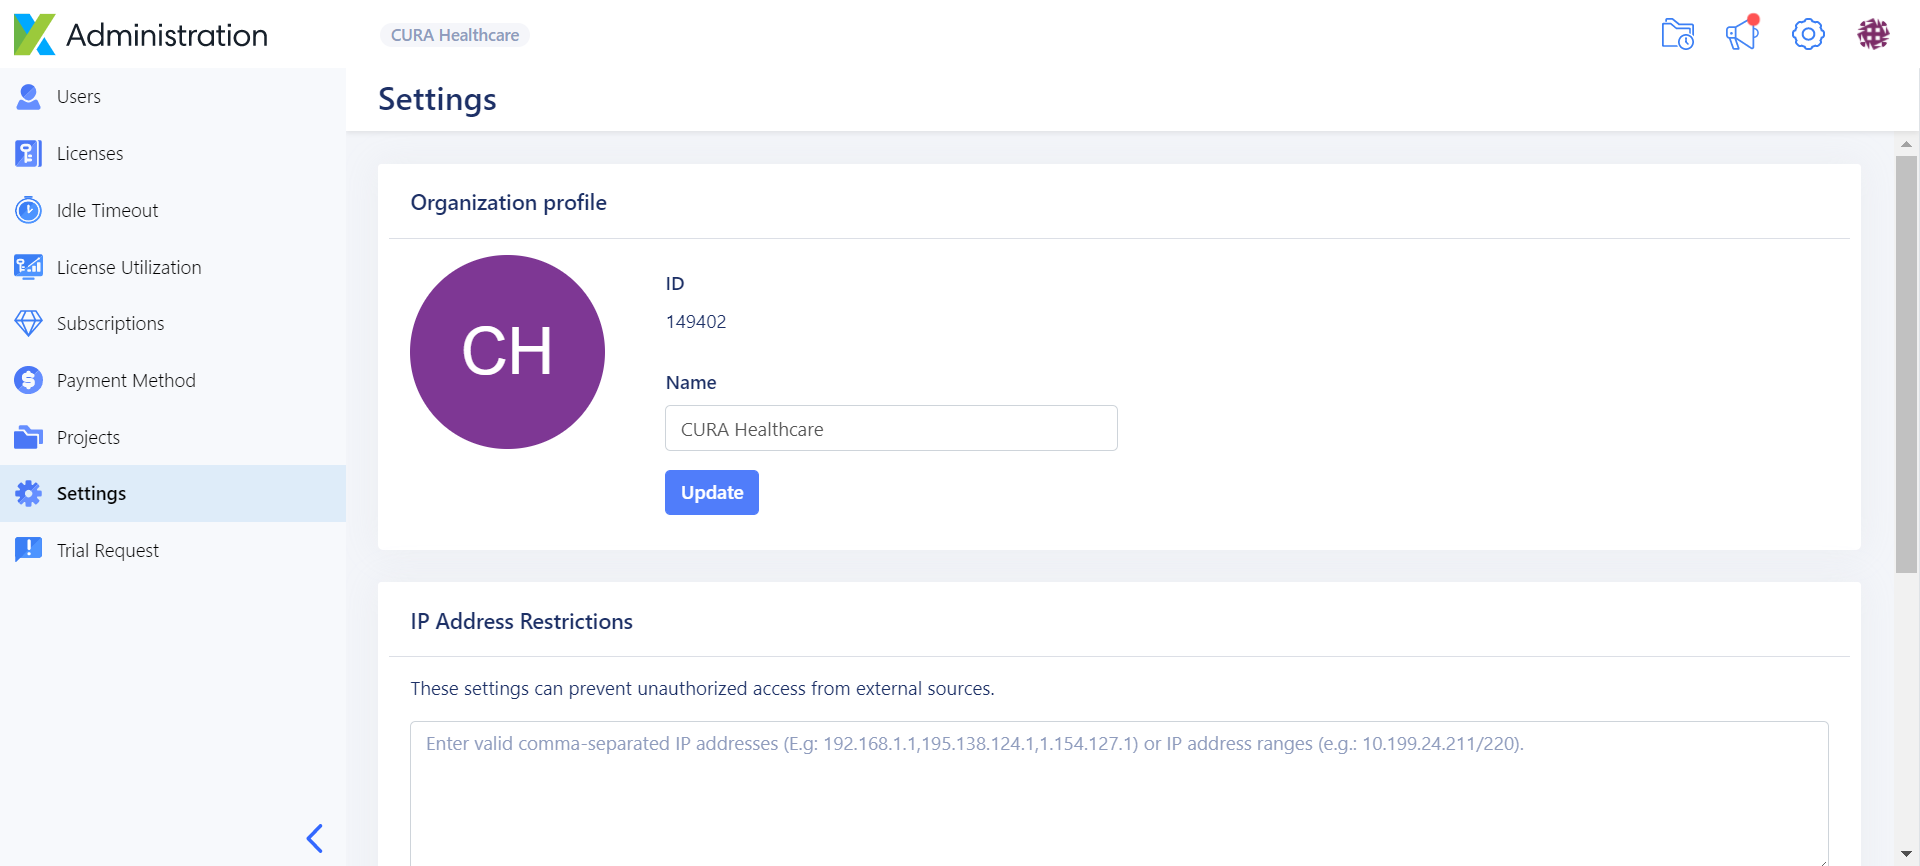 Administration
CURA Healthcare
Users
Licenses
Idle Timeout
License Utilization
Subscriptions
Payment Method
Projects
Settings
Trial Request
Settings
Organization profile
CH
ID
149402
Name
CURA Healthcare
Update
IP Address Restrictions
These settings can prevent unauthorized access from external sources.
Enter valid comma-separated IP addresses (E.g: 192.168.1.1,195.138.124.1,1.154.127.1) or IP address ranges (e.g.: 10.199.24.211/220).